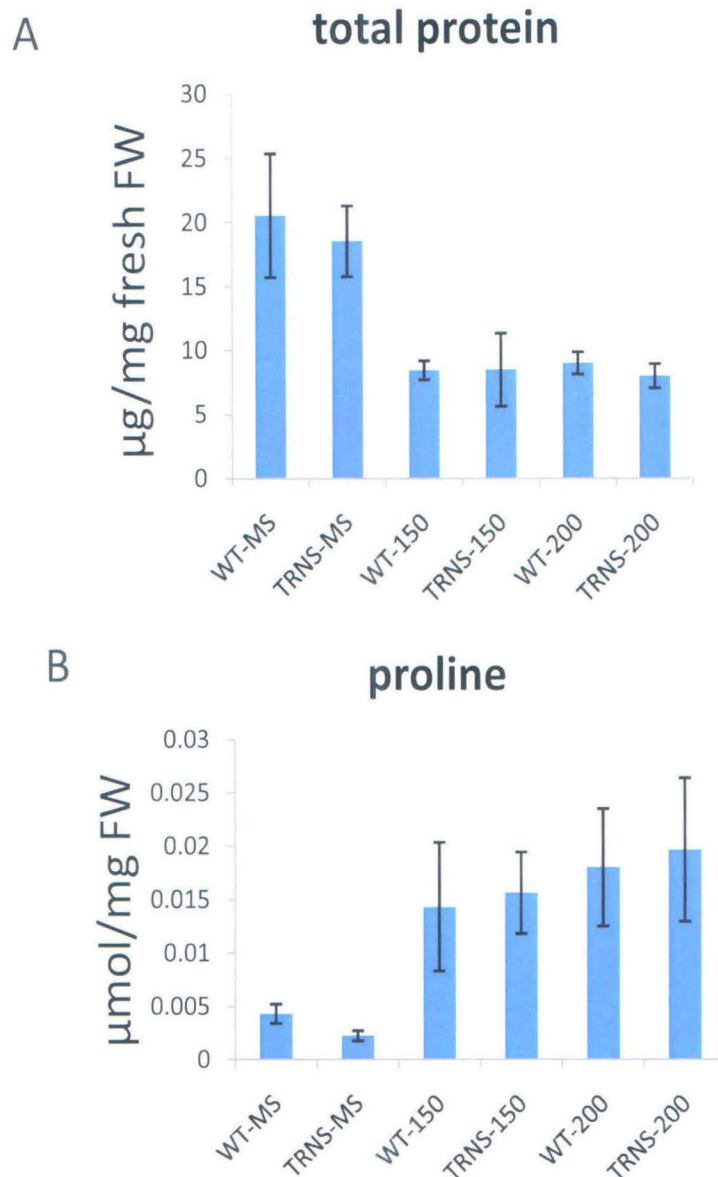 A
total protein
µg/mg fresh FW
30
25
20
15
10
5
0
WT-MS
TRNS-MS
WT-150
TRNS-150
WT-200
TRNS-200
B
proline
µmol/mg FW
0.03
0.025
0.02
0.015
0.01
0.005
0
WT-MS
TRNS-MS
WT-150
TRNS-150
WT-200
TRNS-200